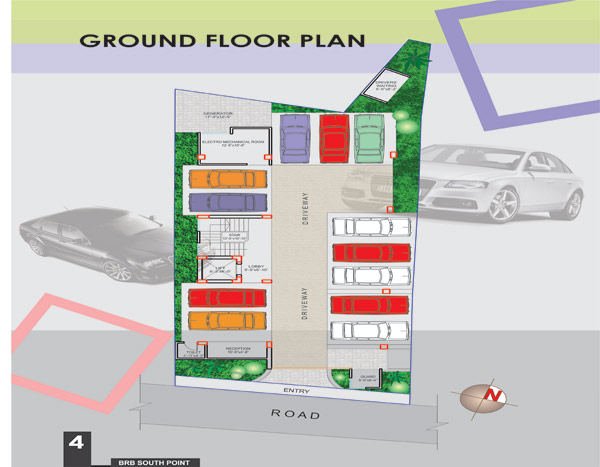 GROUND FLOOR PLAN
DRIVERS'
WAITING
GENERATOR
ELECTRO MECHANICAL ROOM
DRIVEWAY
STAIR
LIFT
LOBBY
DRIVEWAY
TOILET
RECEPTION
GUARD
ENTRY
ROAD
N
4
BRB SOUTH POINT